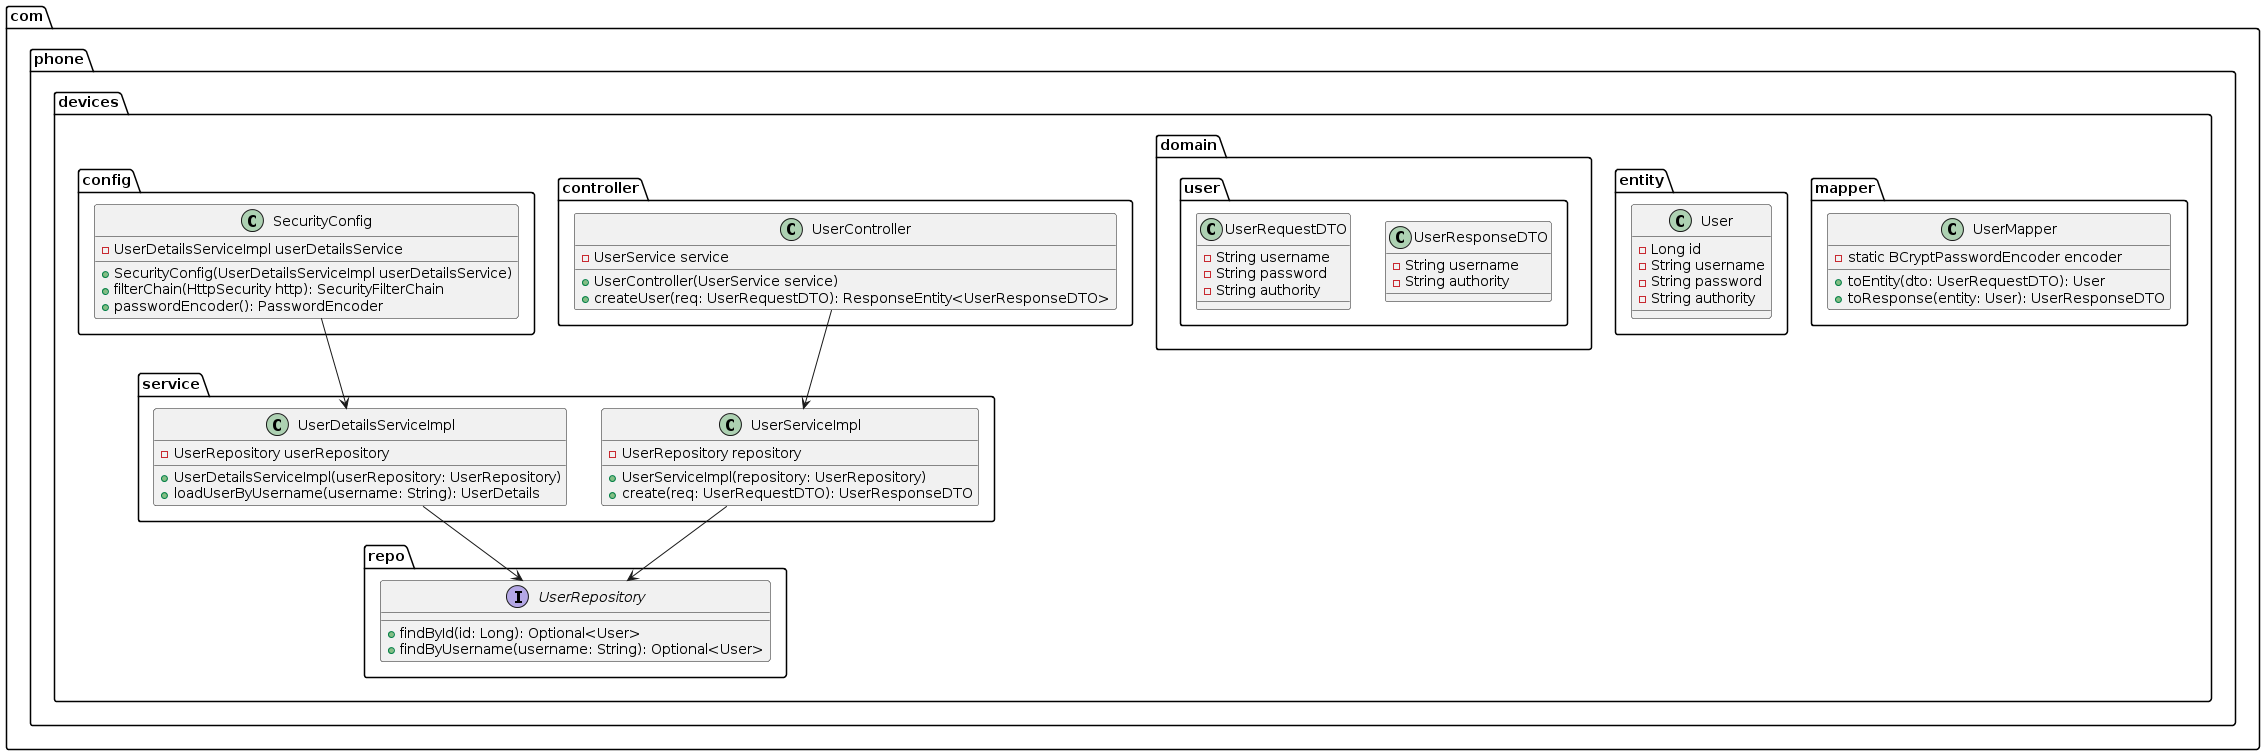 com
phone
devices
config
C SecurityConfig
UserDetailsServiceImpl userDetailsService
SecurityConfig(UserDetailsServiceImpl userDetailsService)
filterChain(HttpSecurity http): SecurityFilterChain
passwordEncoder(): PasswordEncoder
controller
C UserController
UserService service
UserController(UserService service)
createUser(req: UserRequestDTO): ResponseEntity<UserResponseDTO>
domain
user
C UserRequestDTO
String username
String password
String authority
C UserResponseDTO
String username
String authority
entity
C User
Long id
String username
String password
String authority
mapper
C UserMapper
static BCryptPasswordEncoder encoder
toEntity(dto: UserRequestDTO): User
toResponse(entity: User): UserResponseDTO
service
C UserDetailsServiceImpl
UserRepository userRepository
UserDetailsServiceImpl(userRepository: UserRepository)
loadUserByUsername(username: String): UserDetails
C UserServiceImpl
UserRepository repository
UserServiceImpl(repository: UserRepository)
create(req: UserRequestDTO): UserResponseDTO
repo
I UserRepository
findById(id: Long): Optional<User>
findByUsername(username: String): Optional<User>